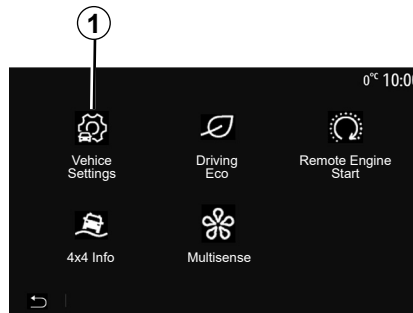 1
0°C 10:00
Vehice
Settings
Driving
Eco
Remote Engine
Start
4x4 Info
Multisense